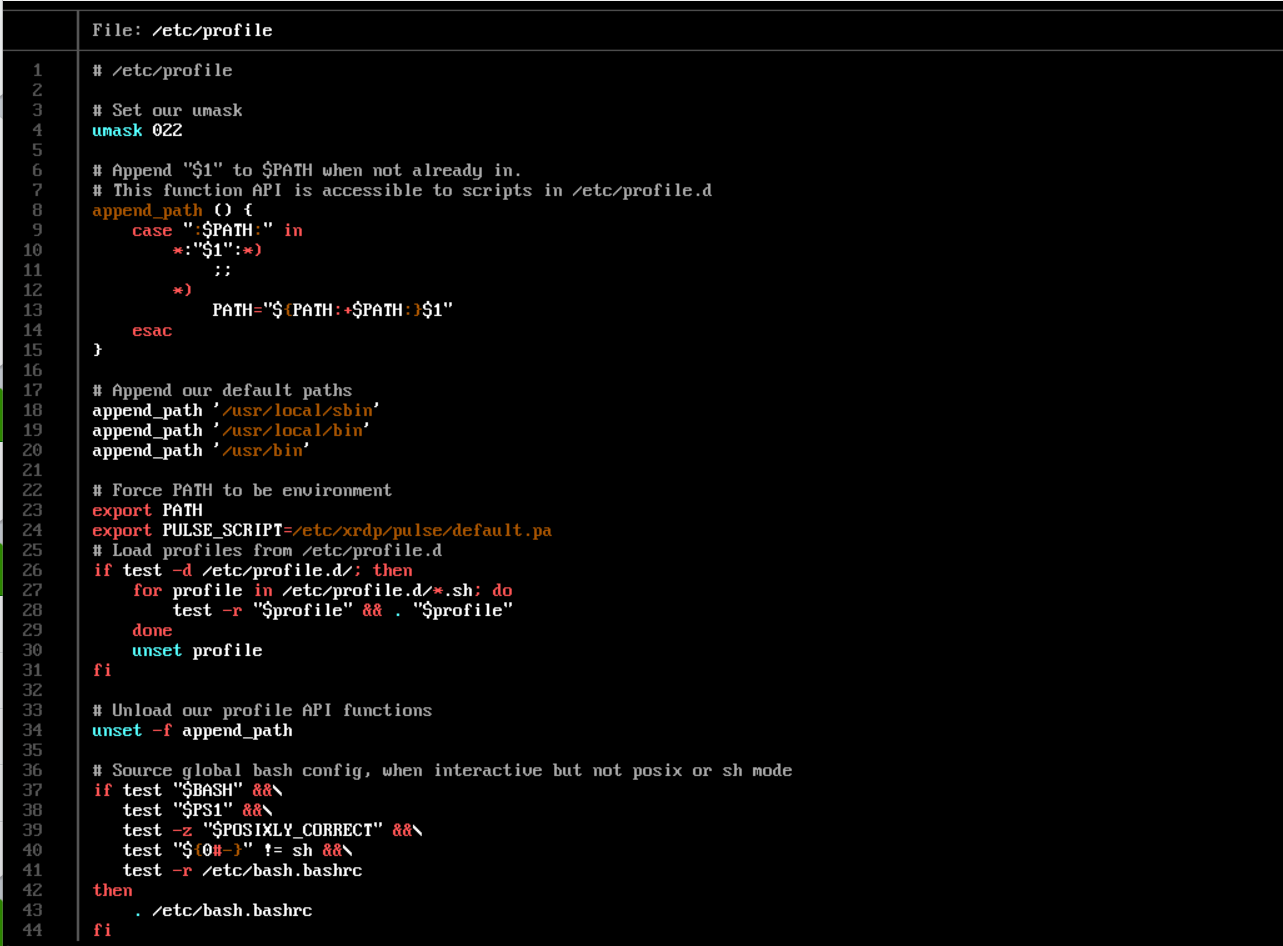 File: /etc/profile
1 # /etc/profile
2
3 # Set our umask
4 umask 022
5
6 # Append "$1" to $PATH when not already in.
7 # This function API is accessible to scripts in /etc/profile.d
8 append_path () {
9     case ":$PATH:" in
10         *:"$1":*)
11             ;;
12         *)
13             PATH="${PATH:+$PATH:}$1"
14     esac
15 }
16
17 # Append our default paths
18 append_path '/usr/local/sbin'
19 append_path '/usr/local/bin'
20 append_path '/usr/bin'
21
22 # Force PATH to be environment
23 export PATH
24 export PULSE_SCRIPT=/etc/xrdp/pulse/default.pa
25 # Load profiles from /etc/profile.d
26 if test -d /etc/profile.d/; then
27     for profile in /etc/profile.d/*.sh; do
28         test -r "$profile" && . "$profile"
29     done
30     unset profile
31 fi
32
33 # Unload our profile API functions
34 unset -f append_path
35
36 # Source global bash config, when interactive but not posix or sh mode
37 if test "$BASH" &&\
38    test "$PS1" &&\
39    test -z "$POSIXLY_CORRECT" &&\
40    test "${0#-}" != sh &&\
41    test -r /etc/bash.bashrc
42 then
43     . /etc/bash.bashrc
44 fi